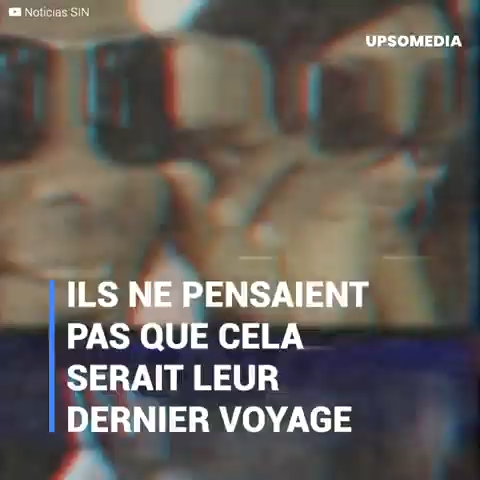 Noticias SIN
UPSOMEDIA
ILS NE PENSAIENT
PAS QUE CELA
SERAIT LEUR
DERNIER VOYAGE